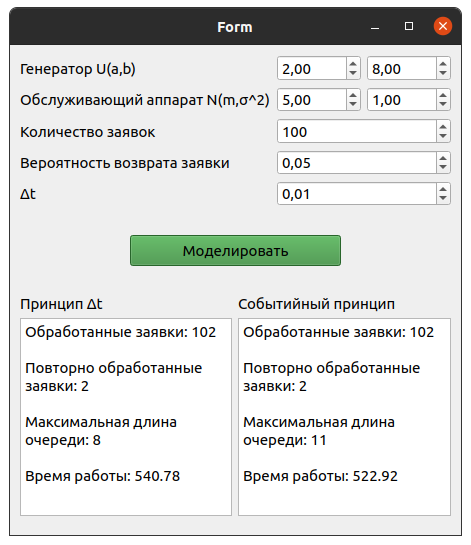 Form
Генератор U(a,b) 2,00 8,00
Обслуживающий аппарат N(m,σ^2) 5,00 1,00
Количество заявок 100
Вероятность возврата заявки 0,05
Δt 0,01
Моделировать
Принцип Δt
Обработанные заявки: 102
Повторно обработанные
заявки: 2
Максимальная длина
очереди: 8
Время работы: 540.78
Событийный принцип
Обработанные заявки: 102
Повторно обработанные
заявки: 2
Максимальная длина
очереди: 11
Время работы: 522.92